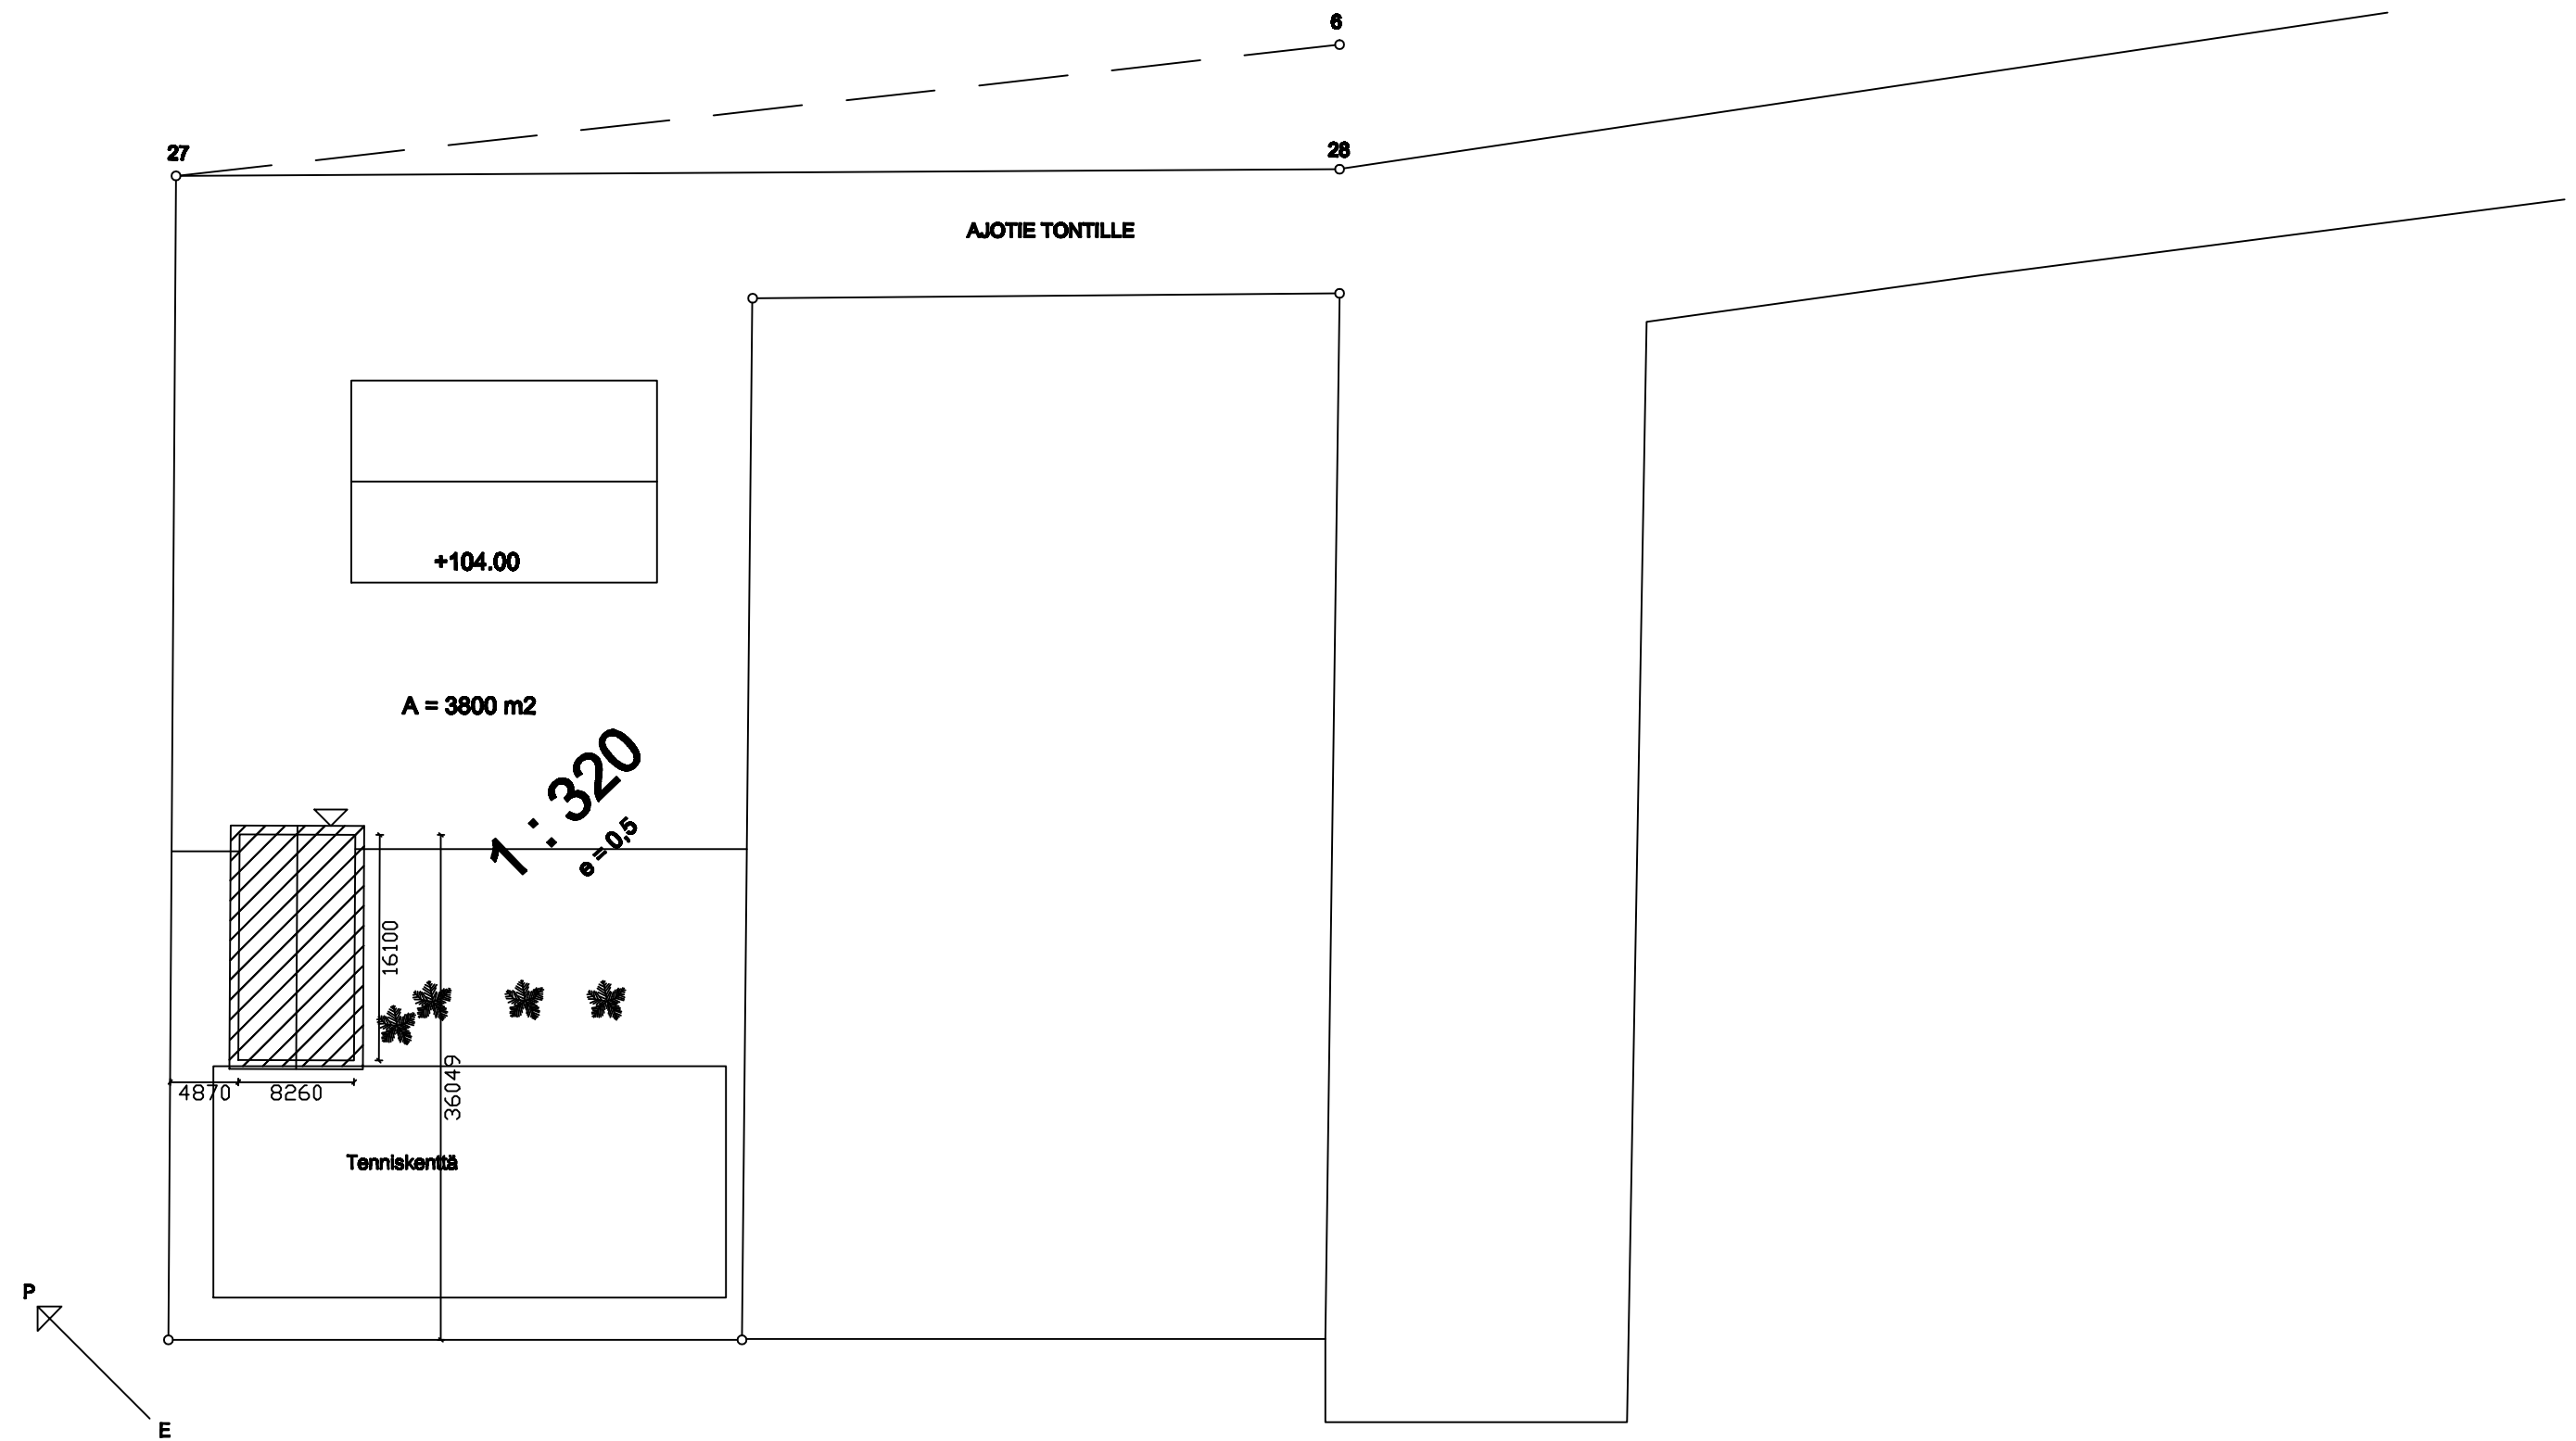 6
27
28
AJOTIE TONTILLE
+104.00
A = 3800 m2
1 : 320
e = 0,5
16100
36049
4870
8260
Tenniskenttä
P
E